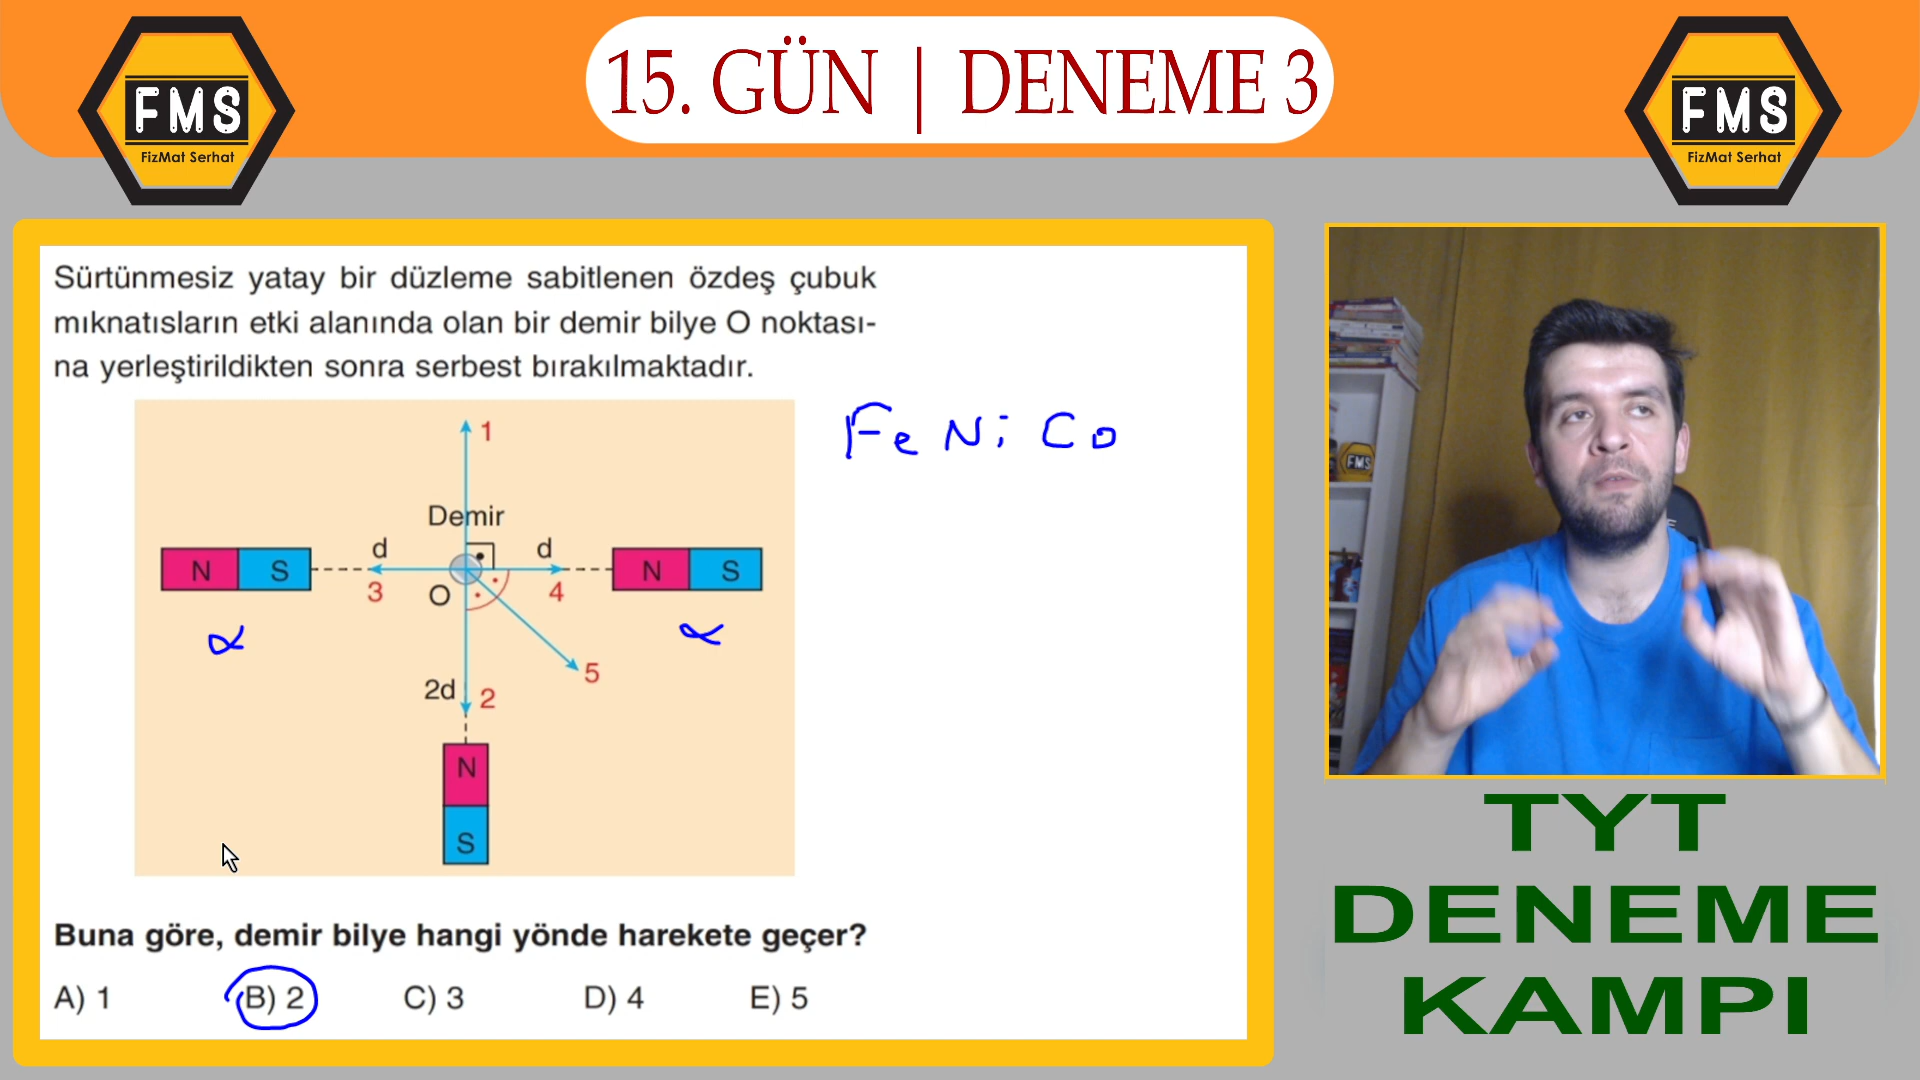 15. GÜN | DENEME 3
FMS
FizMat Serhat
FMS
FizMat Serhat
Sürtünmesiz yatay bir düzleme sabitlenen özdeş çubuk
mıknatısların etki alanında olan bir demir bilye O noktası-
na yerleştirildikten sonra serbest bırakılmaktadır.
Fe Ni Co
1
Demir
d
d
N S
N S
3
O
4
α
α
5
2d
2
N
S
Buna göre, demir bilye hangi yönde harekete geçer?
A) 1 B) 2 C) 3 D) 4 E) 5
FMS
TYT
DENEME
KAMPI